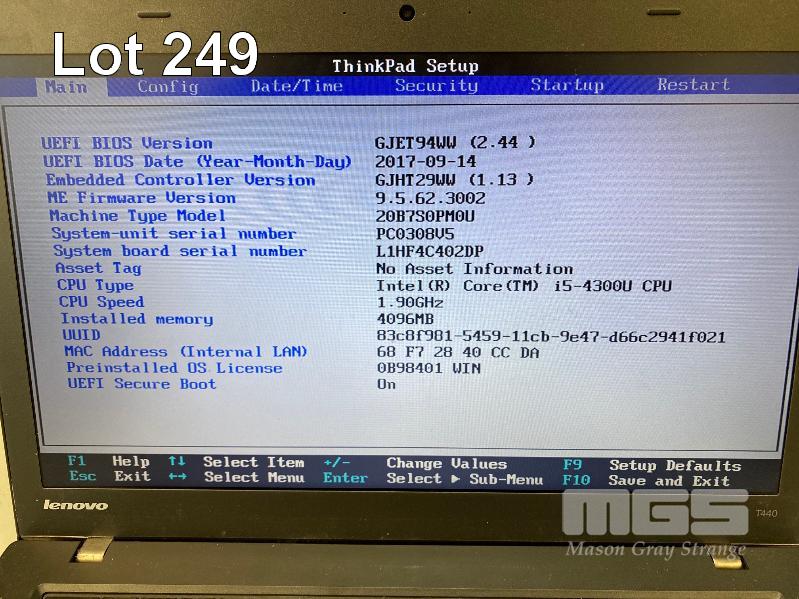 Lot 249
ThinkPad Setup
Main Config Date/Time Security Startup Restart
UEFI BIOS Version GJET94WW (2.44 )
UEFI BIOS Date (Year-Month-Day) 2017-09-14
Embedded Controller Version GJHT29WW (1.13 )
ME Firmware Version 9.5.62.3002
Machine Type Model 20B7S0PM0U
System-unit serial number PC0308V5
System board serial number L1HF4C402DP
Asset Tag No Asset Information
CPU Type Intel(R) Core(TM) i5-4300U CPU
CPU Speed 1.90GHz
Installed memory 4096MB
UUID 83c8f981-5459-11cb-9e47-d66c2941f021
MAC Address (Internal LAN) 68 F7 28 40 CC DA
Preinstalled OS License 0B98401 WIN
UEFI Secure Boot On
F1 Help ↑↓ Select Item +/- Change Values F9 Setup Defaults
Esc Exit ↔ Select Menu Enter Select ▶ Sub-Menu F10 Save and Exit
lenovo
T440
MGS
Mason Gray Strange